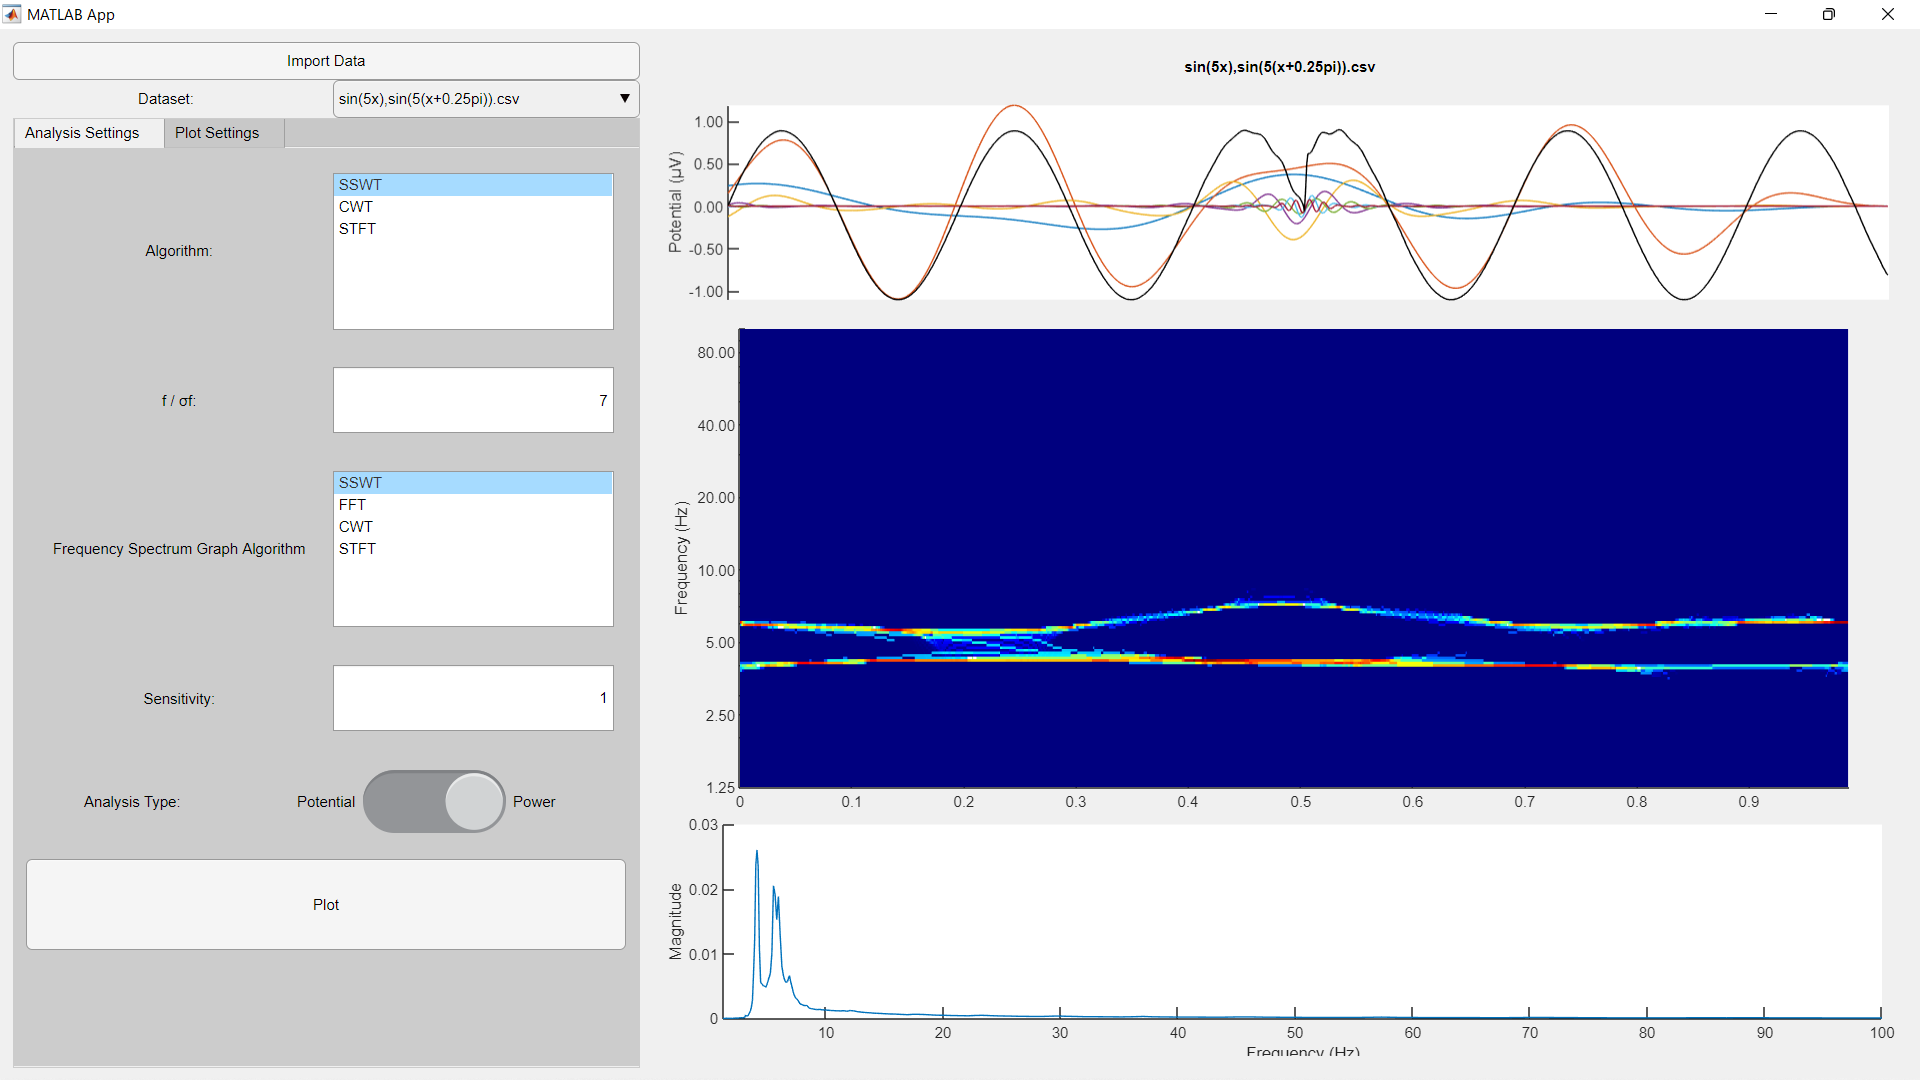 MATLAB App
Import Data
Dataset:
sin(5x),sin(5(x+0.25pi)).csv
Analysis Settings
Plot Settings
Algorithm:
SSWT
CWT
STFT
f / σf:
7
Frequency Spectrum Graph Algorithm
SSWT
FFT
CWT
STFT
Sensitivity:
1
Analysis Type:
Potential
Power
Plot
sin(5x),sin(5(x+0.25pi)).csv
Potential (μV)
1.00
0.50
0.00
-0.50
-1.00
Frequency (Hz)
80.00
40.00
20.00
10.00
5.00
2.50
1.25
0 0.1 0.2 0.3 0.4 0.5 0.6 0.7 0.8 0.9
Magnitude
0.03
0.02
0.01
0
10 20 30 40 50 60 70 80 90 100
Frequency (Hz)